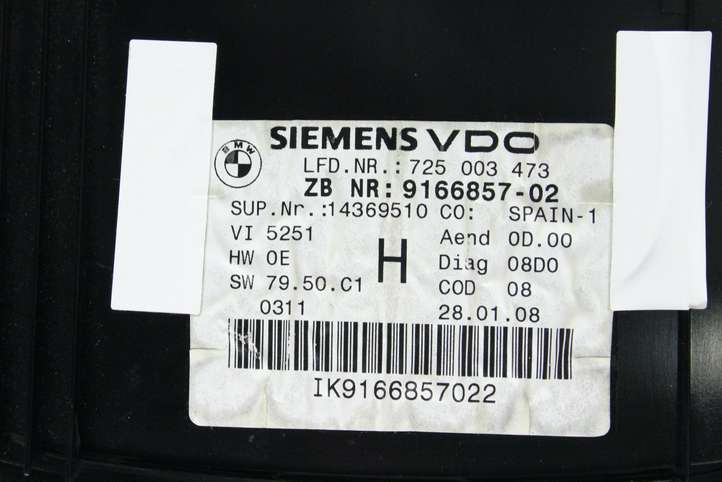 BMW
SIEMENS VDO
LFD.NR.: 725 003 473
ZB NR: 9166857-02
SUP.Nr.:14369510 CO: SPAIN-1
VI 5251 Aend 0D.00
HW 0E H Diag 08D0
SW 79.50.C1 COD 08
0311 28.01.08
IK9166857022